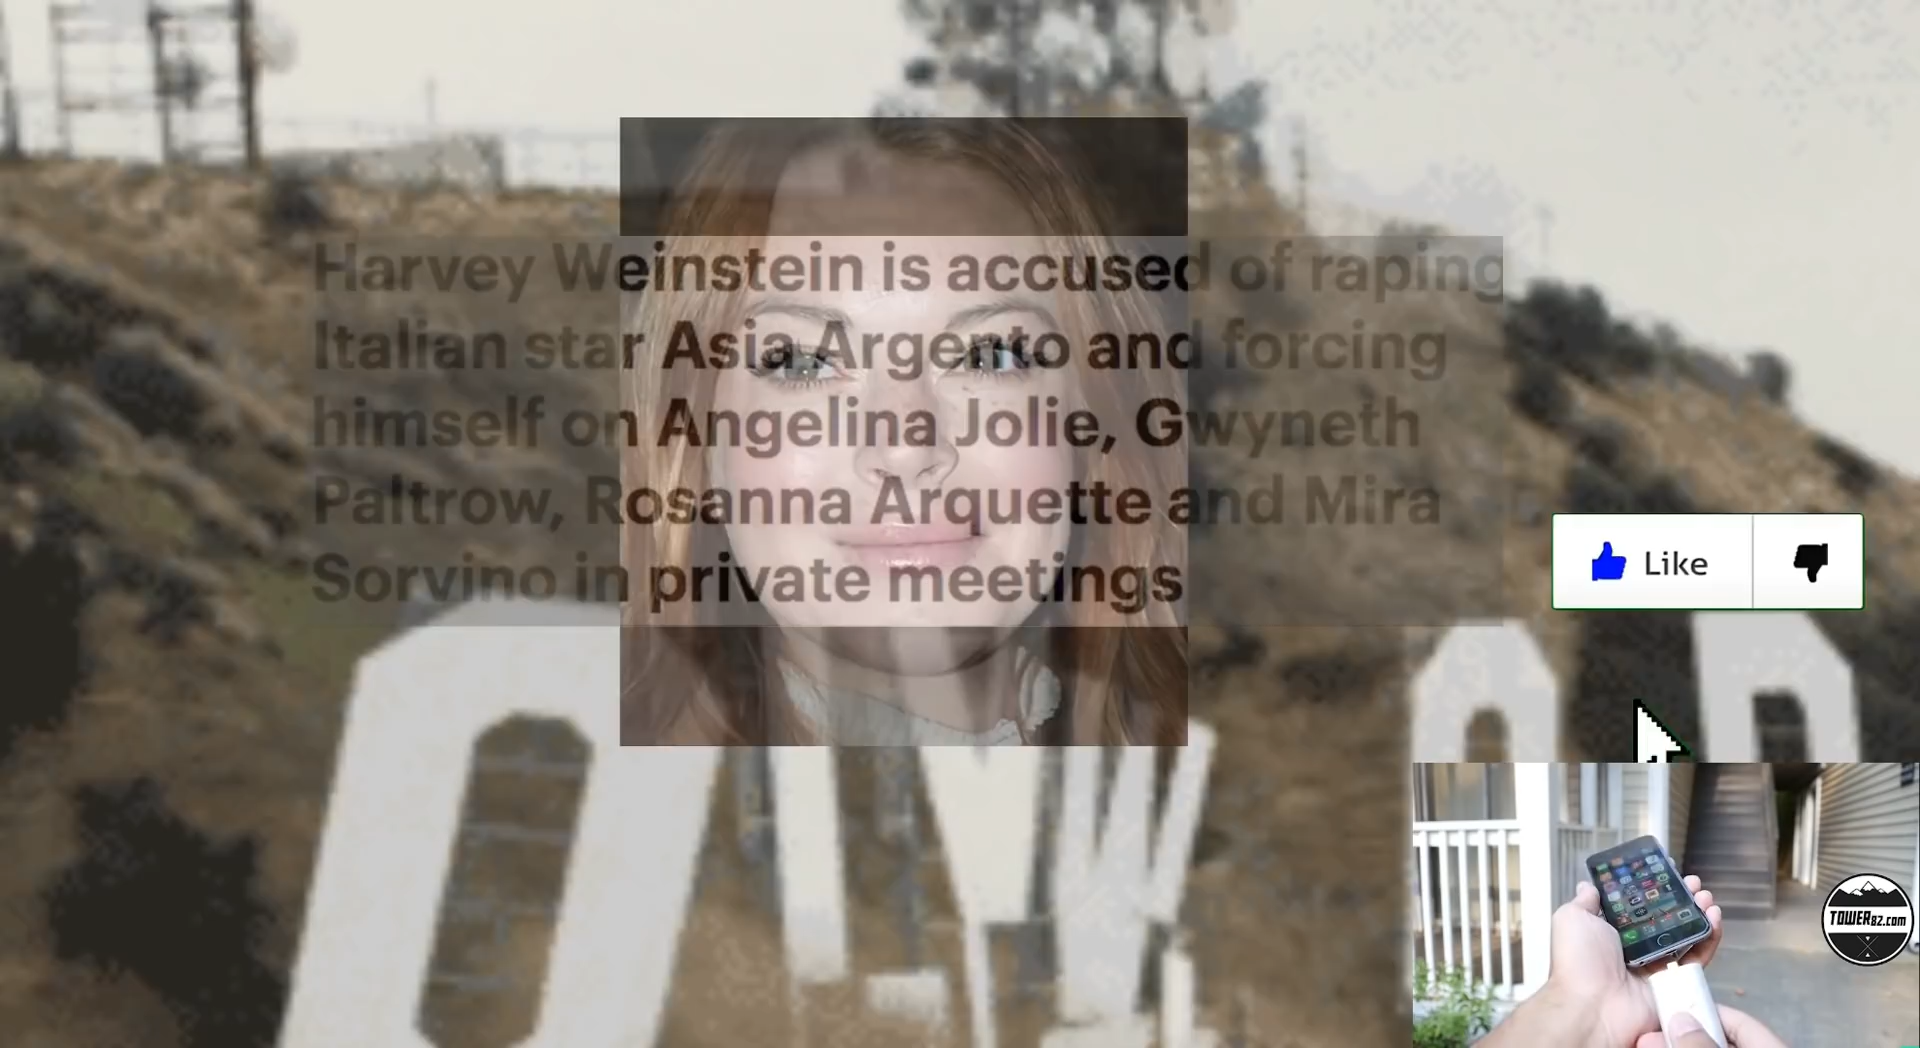 Harvey Weinstein is accused of raping
Italian star Asia Argento and forcing
himself on Angelina Jolie, Gwyneth
Paltrow, Rosanna Arquette and Mira
Sorvino in private meetings
Like
TOWER82.com